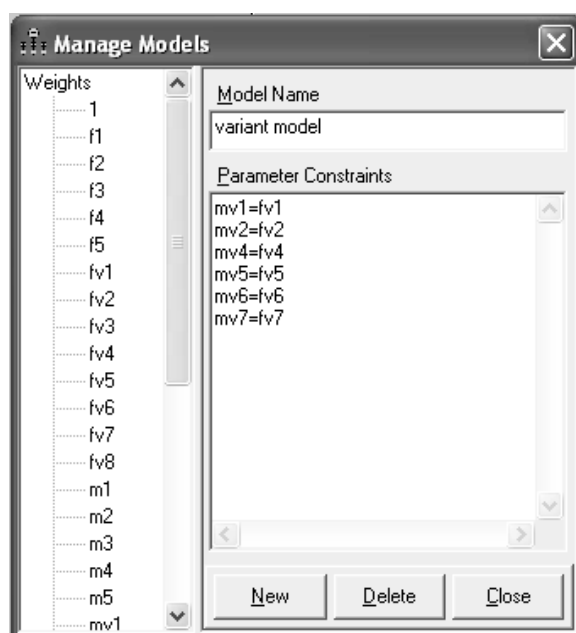 Manage Models
Weights
1
f1
f2
f3
f4
f5
fv1
fv2
fv3
fv4
fv5
fv6
fv7
fv8
m1
m2
m3
m4
m5
mv1
Model Name
variant model
Parameter Constraints
mv1=fv1
mv2=fv2
mv4=fv4
mv5=fv5
mv6=fv6
mv7=fv7
New
Delete
Close